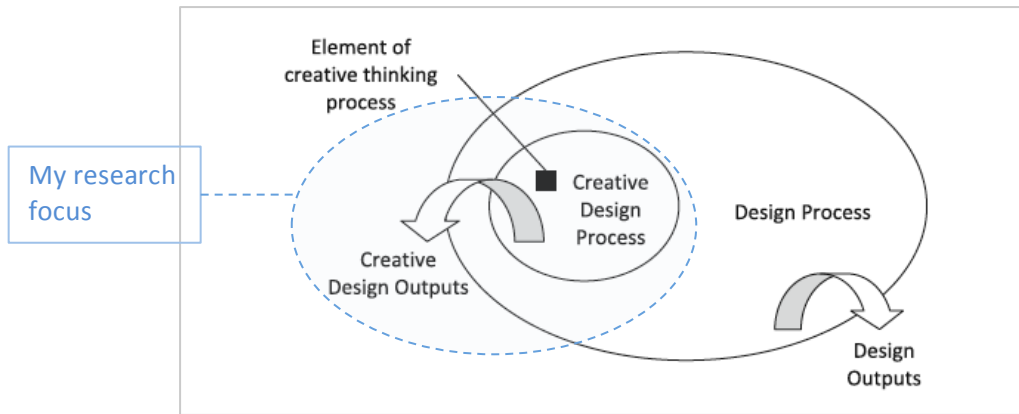 Element of
creative thinking
process
My research
focus
Creative
Design
Process
Design Process
Creative
Design Outputs
Design
Outputs